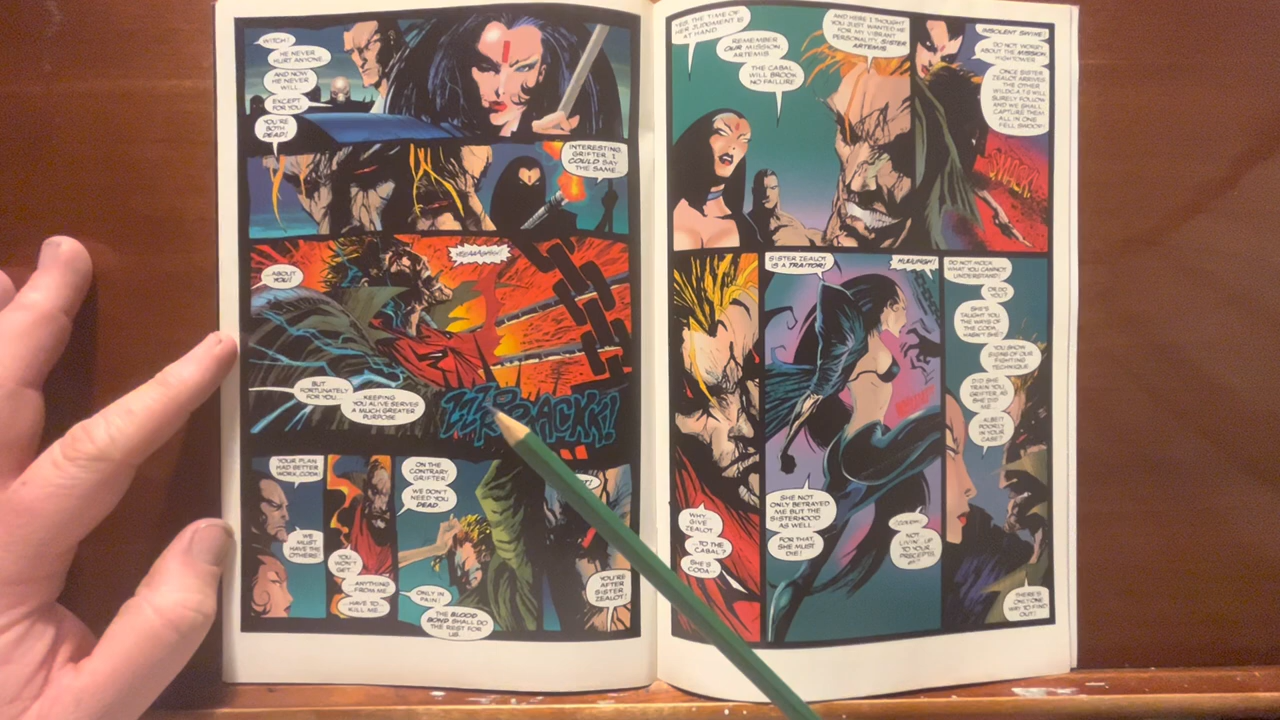 WITCH!
HE NEVER
HURT ANYONE.
AND NOW
HE NEVER
WILL.
EXCEPT
FOR YOU.
YOU'RE
BOTH
DEAD!
INTERESTING,
GRIFTER. I
COULD SAY
THE SAME...
...ABOUT
YOU!
YEEAAAGHHH!
BUT
FORTUNATELY
FOR YOU...
...KEEPING
YOU ALIVE SERVES
A MUCH GREATER
PURPOSE.
YOUR PLAN
HAD BETTER
WORK, CODA!
WE
MUST
HAVE THE
OTHERS!
YOU
WON'T
GET...
...ANYTHING
FROM ME...
...HAVE TO...
KILL ME...
ON THE
CONTRARY,
GRIFTER!
WE DON'T
NEED YOU
DEAD.
ONLY IN
PAIN!
THE BLOOD
BOND SHALL DO
THE REST FOR
US.
YOU'RE
AFTER
SISTER
ZEALOT!
YES. THE TIME OF
HER JUDGMENT IS
AT HAND.
REMEMBER
OUR MISSION,
ARTEMIS.
THE CABAL
WILL BROOK
NO FAILURE.
AND HERE I THOUGHT
YOU JUST WANTED ME
FOR MY VIBRANT
PERSONALITY, SISTER
ARTEMIS.
INSOLENT SWINE!
DO NOT WORRY
ABOUT THE MISSION,
HIGHTOWER.
ONCE SISTER
ZEALOT ARRIVES,
THE OTHER
WILDC.A.T.S WILL
SURELY FOLLOW
AND WE SHALL
CAPTURE THEM
ALL IN ONE
FELL SWOOP!
SMACK
WHY
GIVE
ZEALOT...
...TO THE
CABAL?
SHE'S
CODA--
SISTER ZEALOT
IS A TRAITOR!
HUUUNGH!
SHE NOT
ONLY BETRAYED
ME BUT THE
SISTERHOOD
AS WELL...
FOR THAT,
SHE MUST
DIE!
NOT...
LIVIN'...UP
TO YOUR...
PRECEPTS,
DO NOT MOCK
WHAT YOU CANNOT
UNDERSTAND!
OR DO
YOU?
SHE'S
TAUGHT YOU
THE WAYS OF
THE CODA,
HASN'T SHE?
YOU SHOW
SIGNS OF OUR
FIGHTING
TECHNIQUE.
DID SHE
TRAIN YOU,
GRIFTER, AS
SHE DID
ME...
...ALBEIT
POORLY
IN YOUR
CASE?
THERE'S
ONLY ONE
WAY TO FIND
OUT!